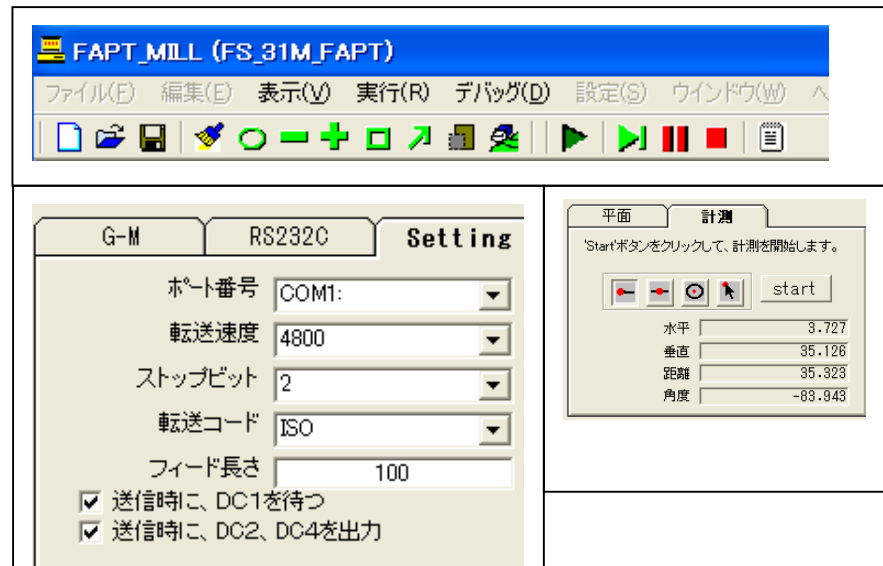 FAPT_MILL (FS_31M_FAPT)
ファイル(F) 編集(E) 表示(V) 実行(R) デバッグ(D) 設定(S) ウインドウ(W) ヘ
G-M RS232C Setting
ポート番号 COM1:
転送速度 4800
ストップビット 2
転送コード ISO
フィード長さ 100
送信時に、DC1を待つ
送信時に、DC2、DC4を出力
平面 計測
'Start'ボタンをクリックして、計測を開始します。
start
水平 3.727
垂直 35.126
距離 35.323
角度 -83.943